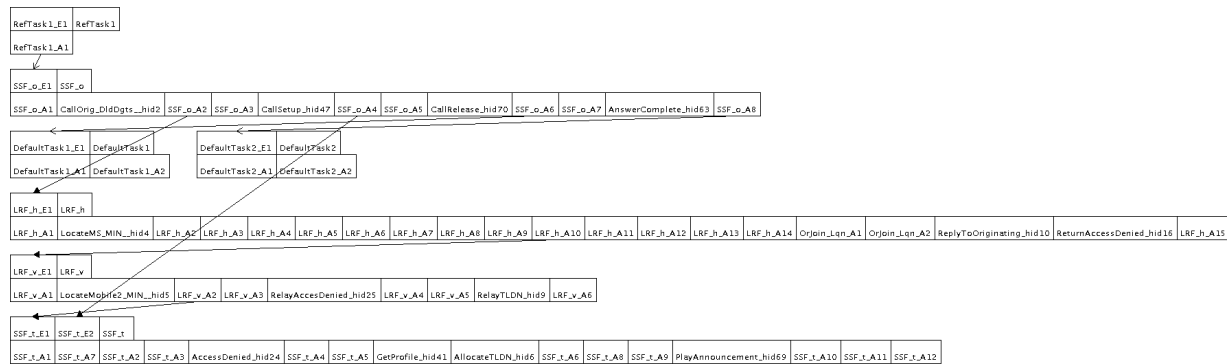 RefTask1_E1 RefTask1
RefTask1_A1
SSF_o_E1 SSF_o
SSF_o_A1 CallOrig_DldDgts__hid2 SSF_o_A2 SSF_o_A3 CallSetup_hid47 SSF_o_A4 SSF_o_A5 CallRelease_hid70 SSF_o_A6 SSF_o_A7 AnswerComplete_hid63 SSF_o_A8
DefaultTask1_E1 DefaultTask1 DefaultTask2_E1 DefaultTask2
DefaultTask1_A1 DefaultTask1_A2 DefaultTask2_A1 DefaultTask2_A2
LRF_h_E1 LRF_h
LRF_h_A1 LocateMS_MIN__hid4 LRF_h_A2 LRF_h_A3 LRF_h_A4 LRF_h_A5 LRF_h_A6 LRF_h_A7 LRF_h_A8 LRF_h_A9 LRF_h_A10 LRF_h_A11 LRF_h_A12 LRF_h_A13 LRF_h_A14 OrJoin_Lqn_A1 OrJoin_Lqn_A2 ReplyToOriginating_hid10 ReturnAccessDenied_hid16 LRF_h_A15
LRF_v_E1 LRF_v
LRF_v_A1 LocateMobile2_MIN__hid5 LRF_v_A2 LRF_v_A3 RelayAccesDenied_hid25 LRF_v_A4 LRF_v_A5 RelayTLDN_hid9 LRF_v_A6
SSF_t_E1 SSF_t_E2 SSF_t
SSF_t_A1 SSF_t_A7 SSF_t_A2 SSF_t_A3 AccessDenied_hid24 SSF_t_A4 SSF_t_A5 GetProfile_hid41 AllocateTLDN_hid6 SSF_t_A6 SSF_t_A8 SSF_t_A9 PlayAnnouncement_hid69 SSF_t_A10 SSF_t_A11 SSF_t_A12